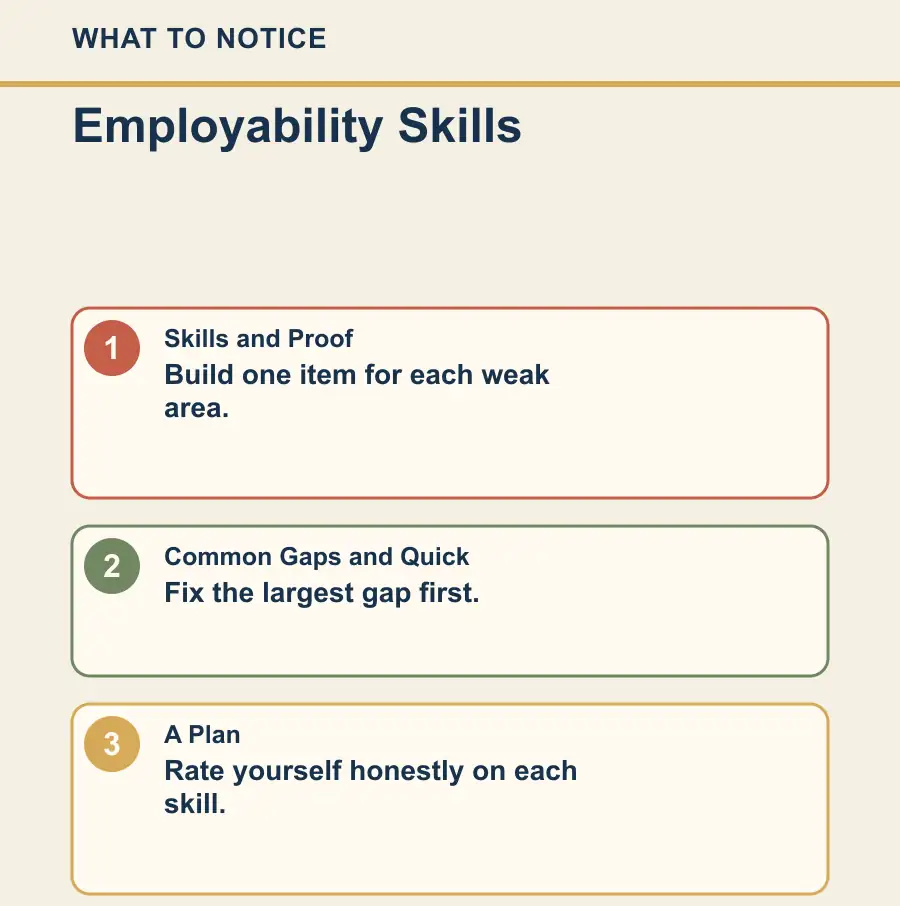 WHAT TO NOTICE
Employability Skills
1
Skills and Proof
Build one item for each weak
area.
2
Common Gaps and Quick
Fix the largest gap first.
3
A Plan
Rate yourself honestly on each
skill.